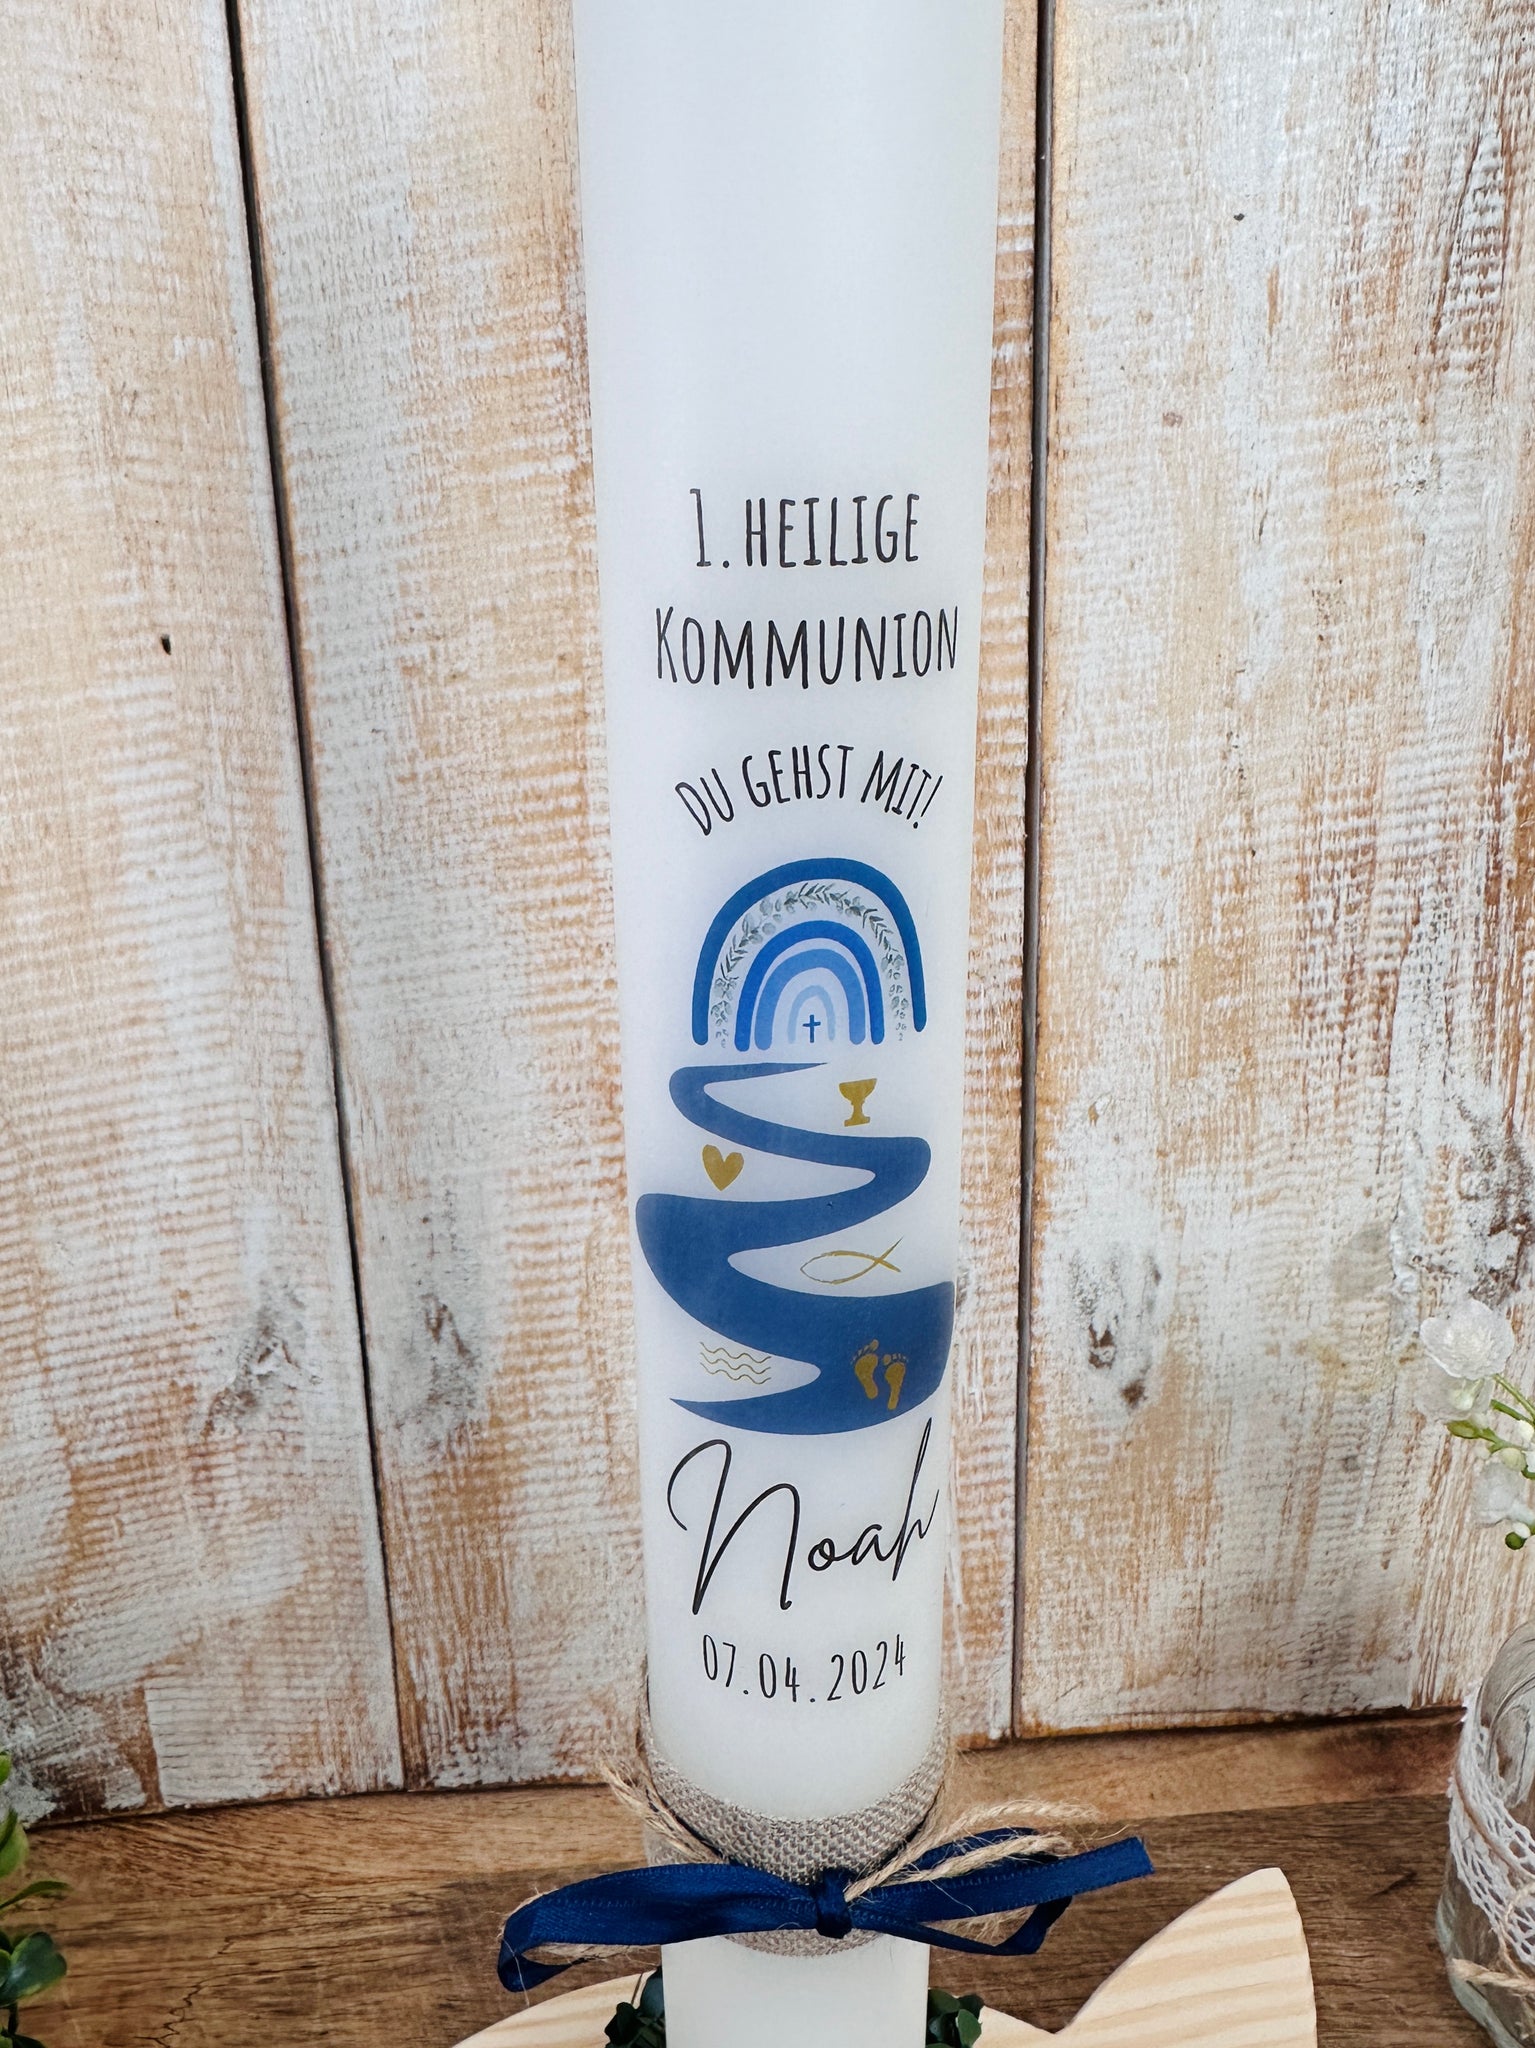 1. HEILIGE
KOMMUNION
DU GEHST MIT!
Noah
07.04.2024